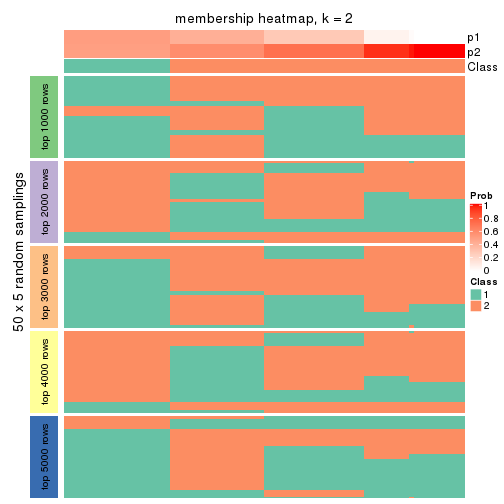 membership heatmap, k = 2
p1
p2
Class
50 x 5 random samplings
top 1000 rows
top 2000 rows
top 3000 rows
top 4000 rows
top 5000 rows
Prob
1
0.8
0.6
0.4
0.2
0
Class
1
2